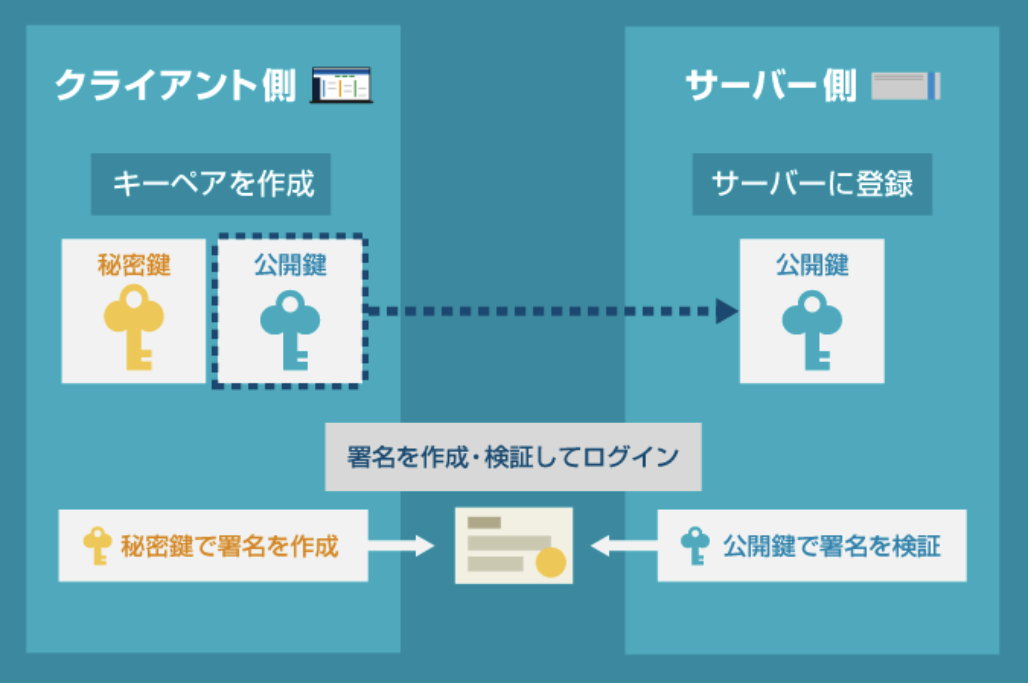 クライアント側
サーバー側
キーペアを作成
サーバーに登録
秘密鍵
公開鍵
公開鍵
署名を作成・検証してログイン
秘密鍵で署名を作成
公開鍵で署名を検証